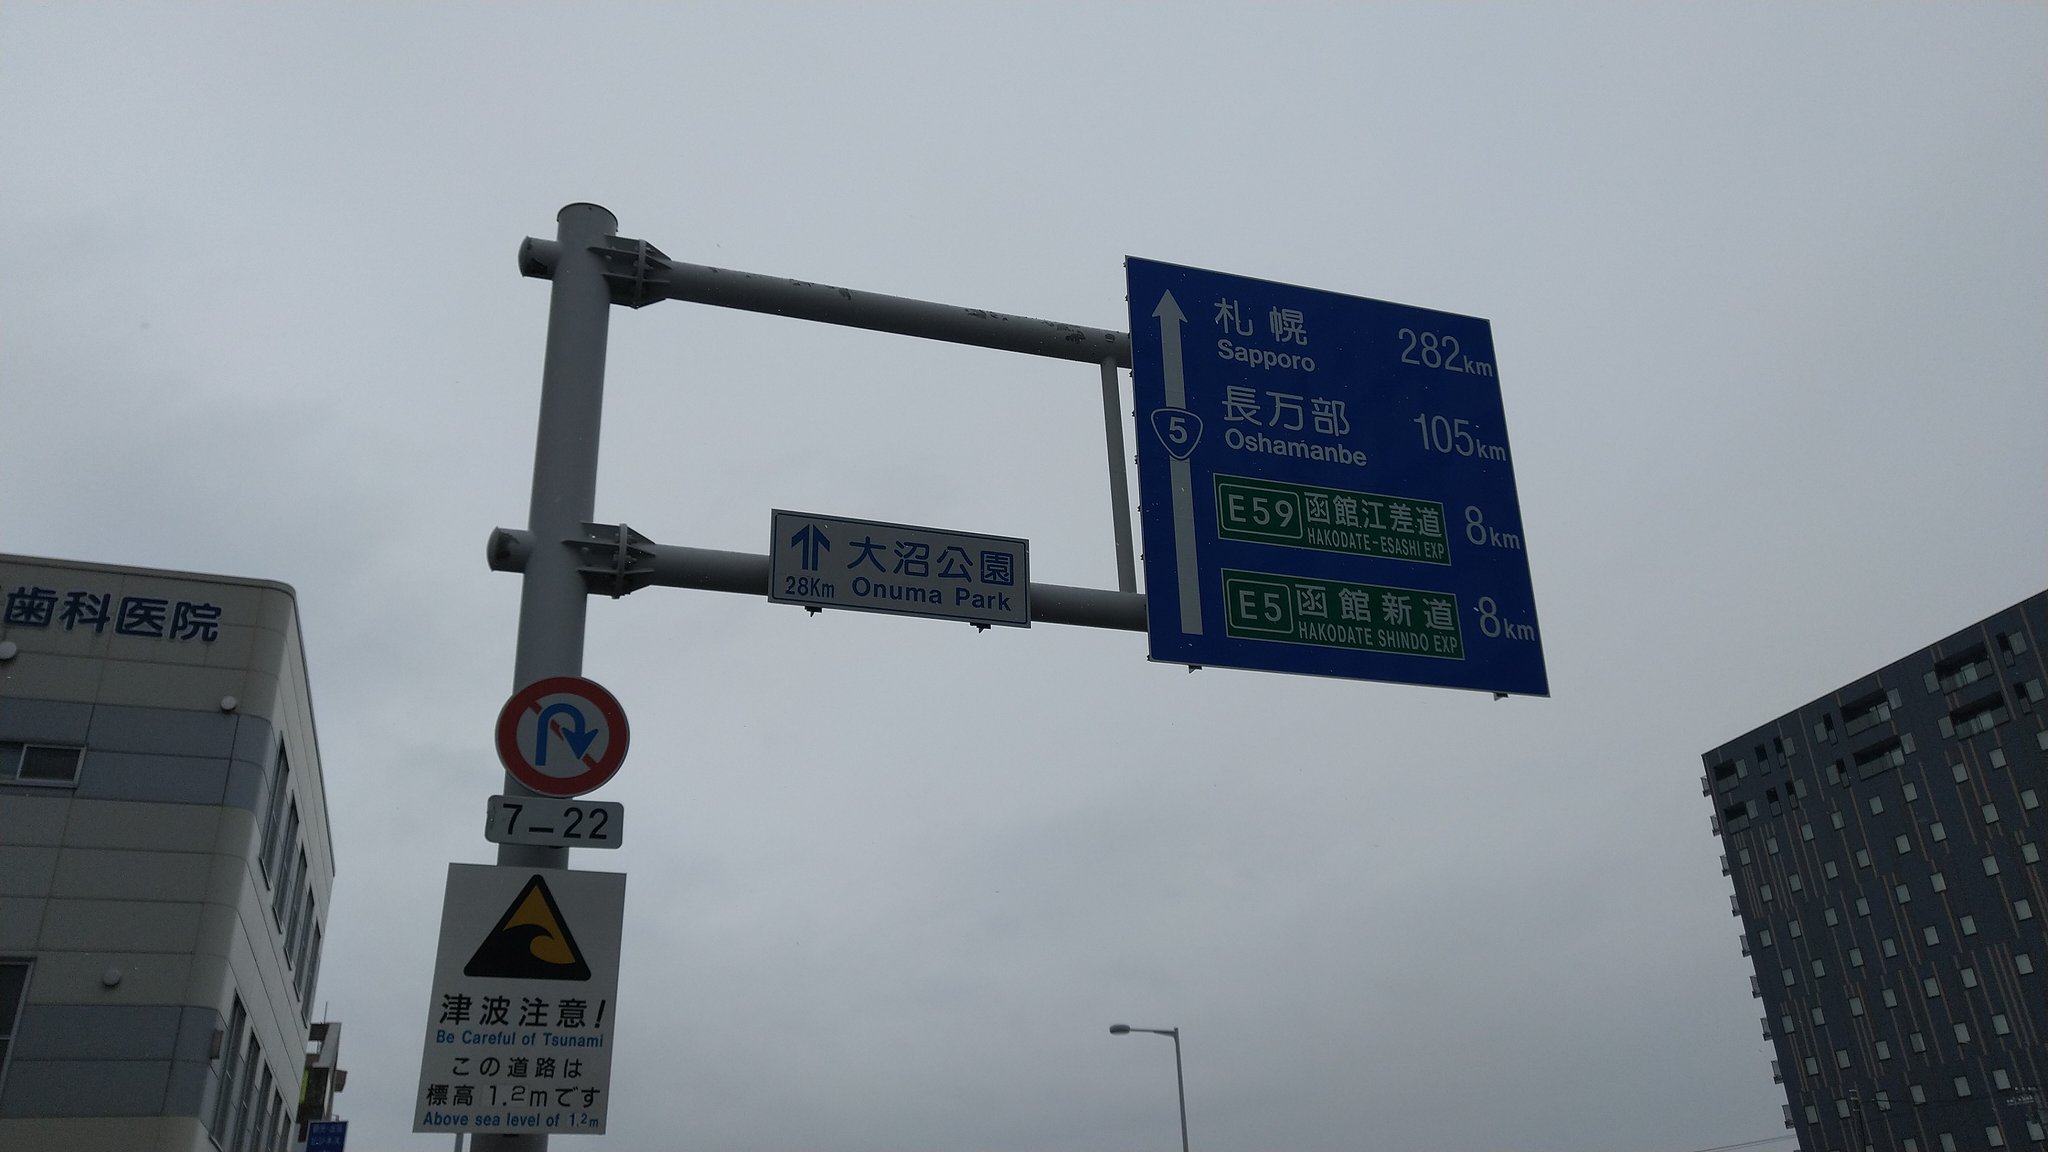 札幌 282km
Sapporo
5
長万部 105km
Oshamanbe
E59 函館江差道 8km
HAKODATE-ESASHI EXP
E5 函館新道 8km
HAKODATE SHINDO EXP
大沼公園
28Km Onuma Park
歯科医院
7-22
津波注意!
Be Careful of Tsunami
この道路は
標高1.2mです
Above sea level of 1.2m